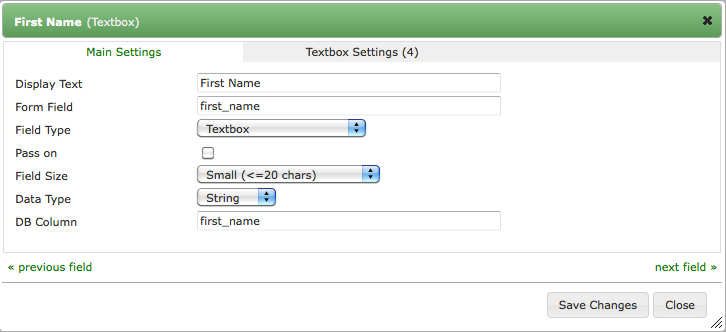 First Name (Textbox)
Main Settings Textbox Settings (4)
Display Text First Name
Form Field first_name
Field Type Textbox
Pass on
Field Size Small (<=20 chars)
Data Type String
DB Column first_name
« previous field next field »
Save Changes Close